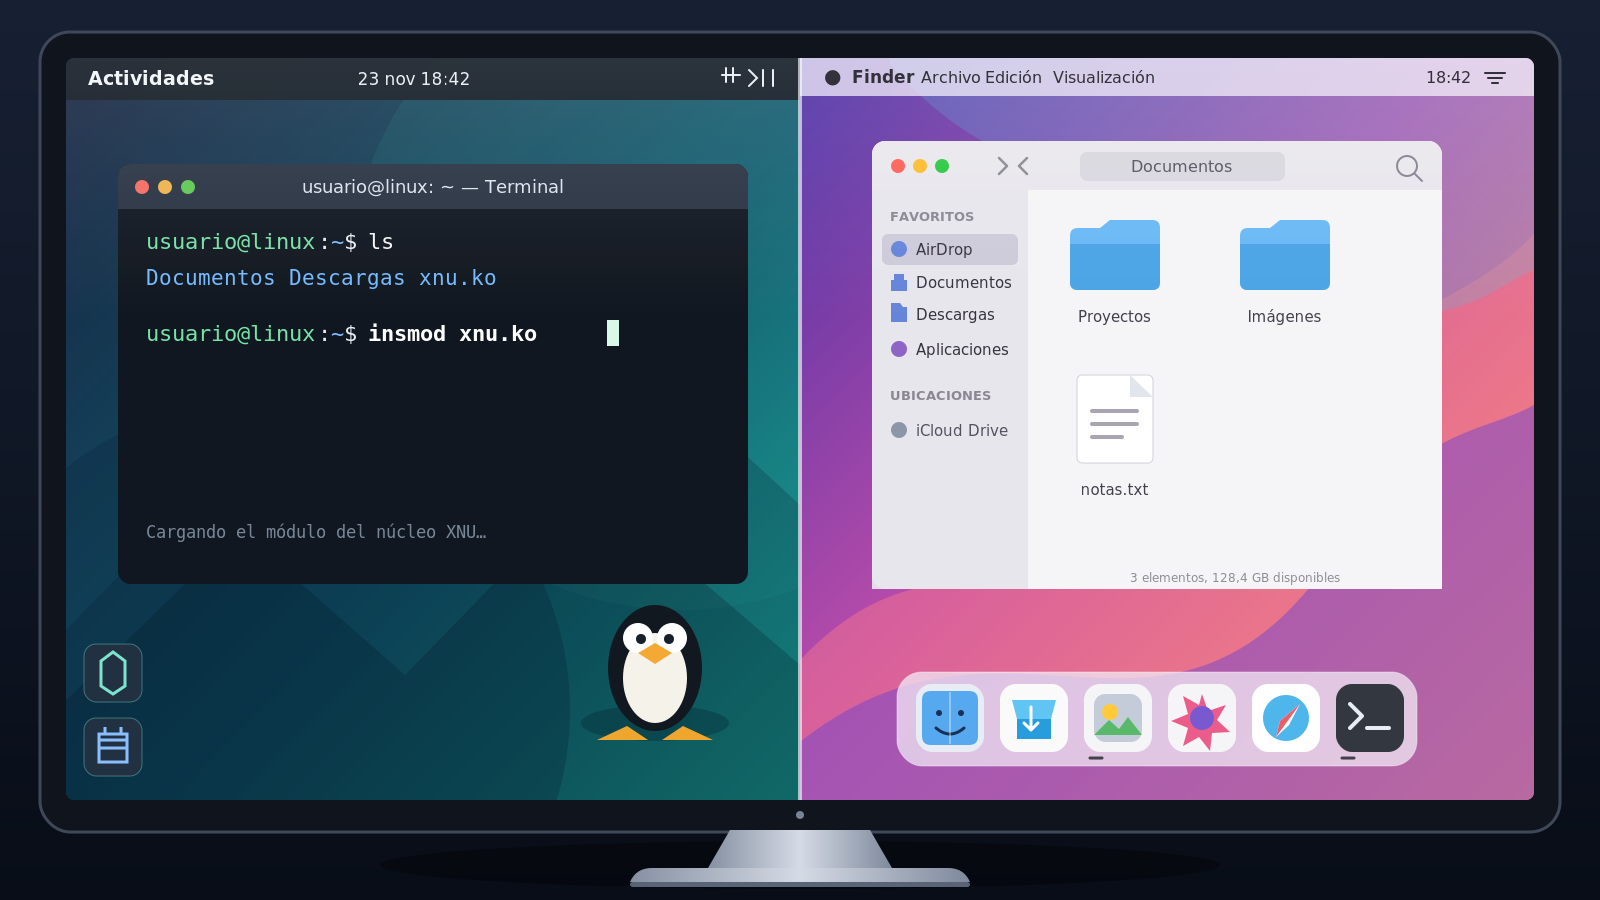 Actividades
23 nov 18:42
usuario@linux: ~ — Terminal
usuario@linux:~$ ls
Documentos Descargas xnu.ko
usuario@linux:~$ insmod xnu.ko
Cargando el módulo del núcleo XNU…
Finder Archivo Edición Visualización
18:42
Documentos
FAVORITOS
AirDrop
Documentos
Descargas
Aplicaciones
UBICACIONES
iCloud Drive
Proyectos
Imágenes
notas.txt
3 elementos, 128,4 GB disponibles